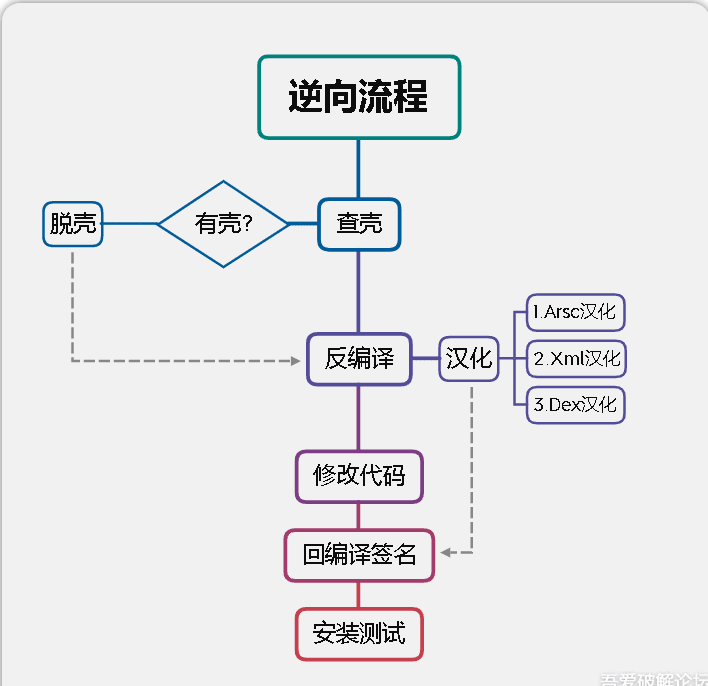 逆向流程
脱壳
有壳?
查壳
反编译
汉化
1.Arsc汉化
2.Xml汉化
3.Dex汉化
修改代码
回编译签名
安装测试
吾爱破解论坛